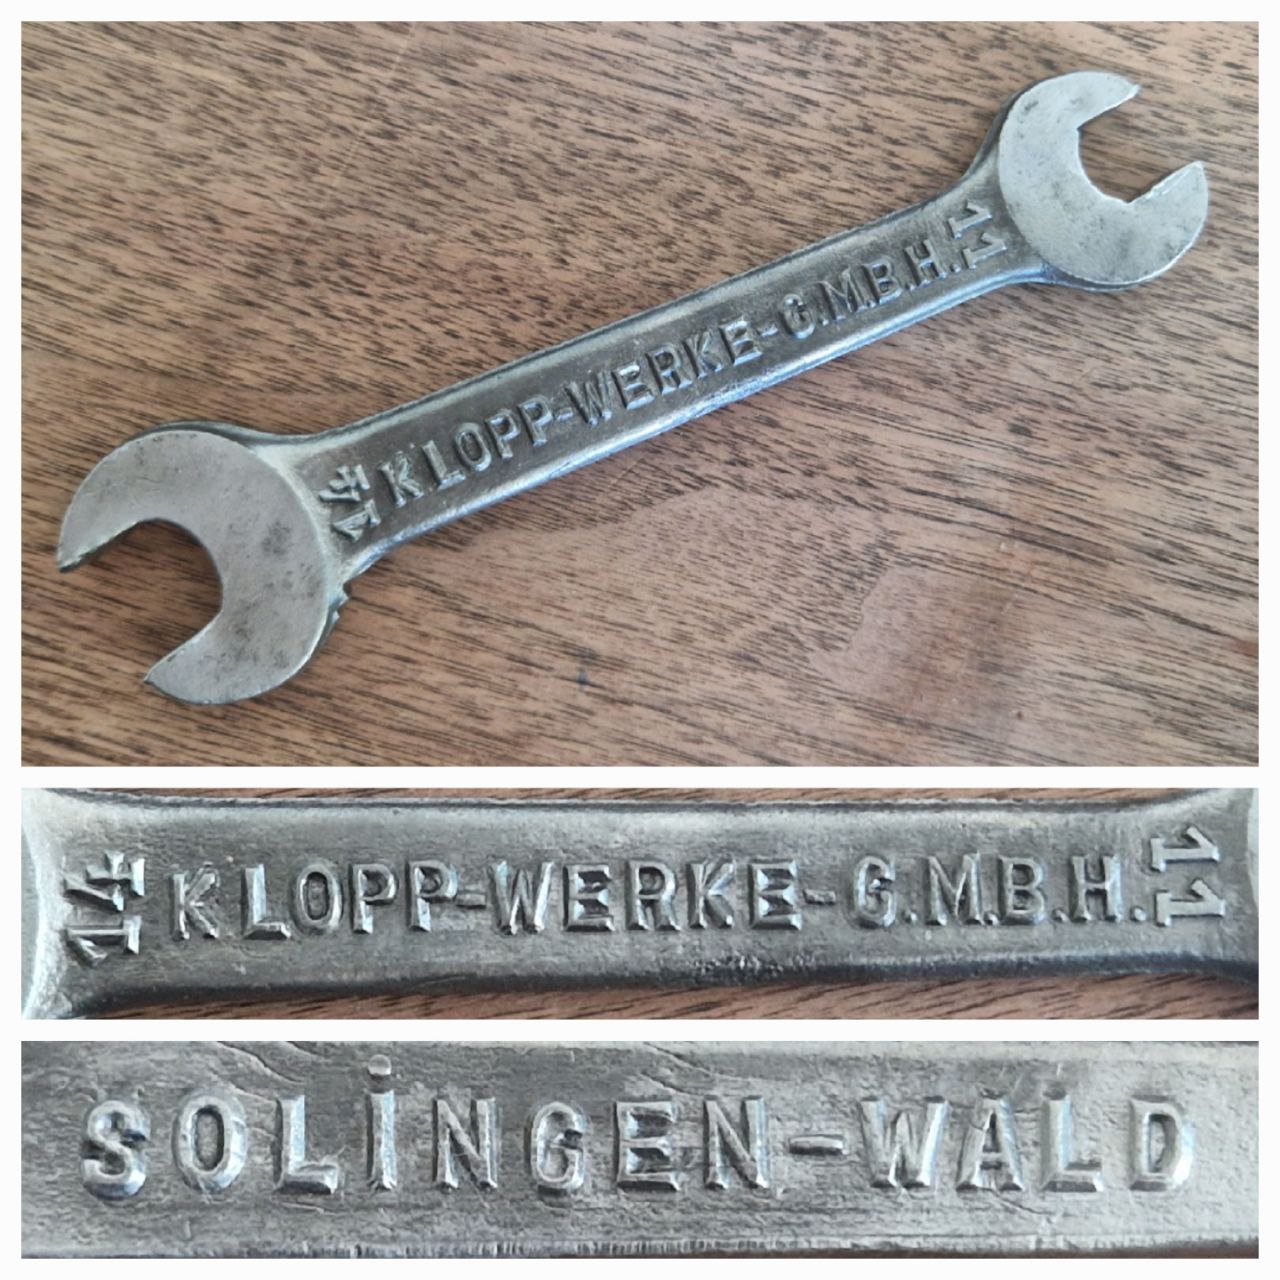 14 KLOPP-WERKE-G.M.B.H. 11
14 KLOPP-WERKE-G.M.B.H. 11
SOLiNGEN-WALD